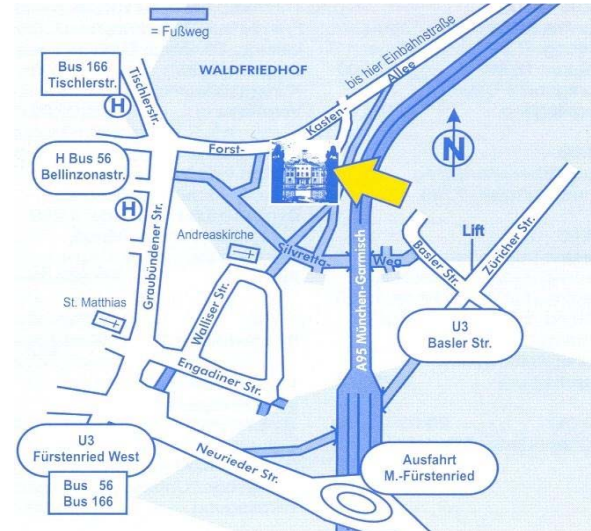 = Fußweg
WALDFRIEDHOF
bis hier Einbahnstraße
Bus 166
Tischlerstr.
H
Tischlerstr.
Forst-
Kasten-
Allee
N
H Bus 56
Bellinzonastr.
H
Graubündener Str.
Andreaskirche
Silvretta-
Weg
Basler Str.
Lift
Züricher Str.
St. Matthias
Walliser Str.
A95 München-Garmisch
U3
Basler Str.
Engadiner Str.
U3
Fürstenried West
Bus 56
Bus 166
Neurieder Str.
Ausfahrt
M.-Fürstenried